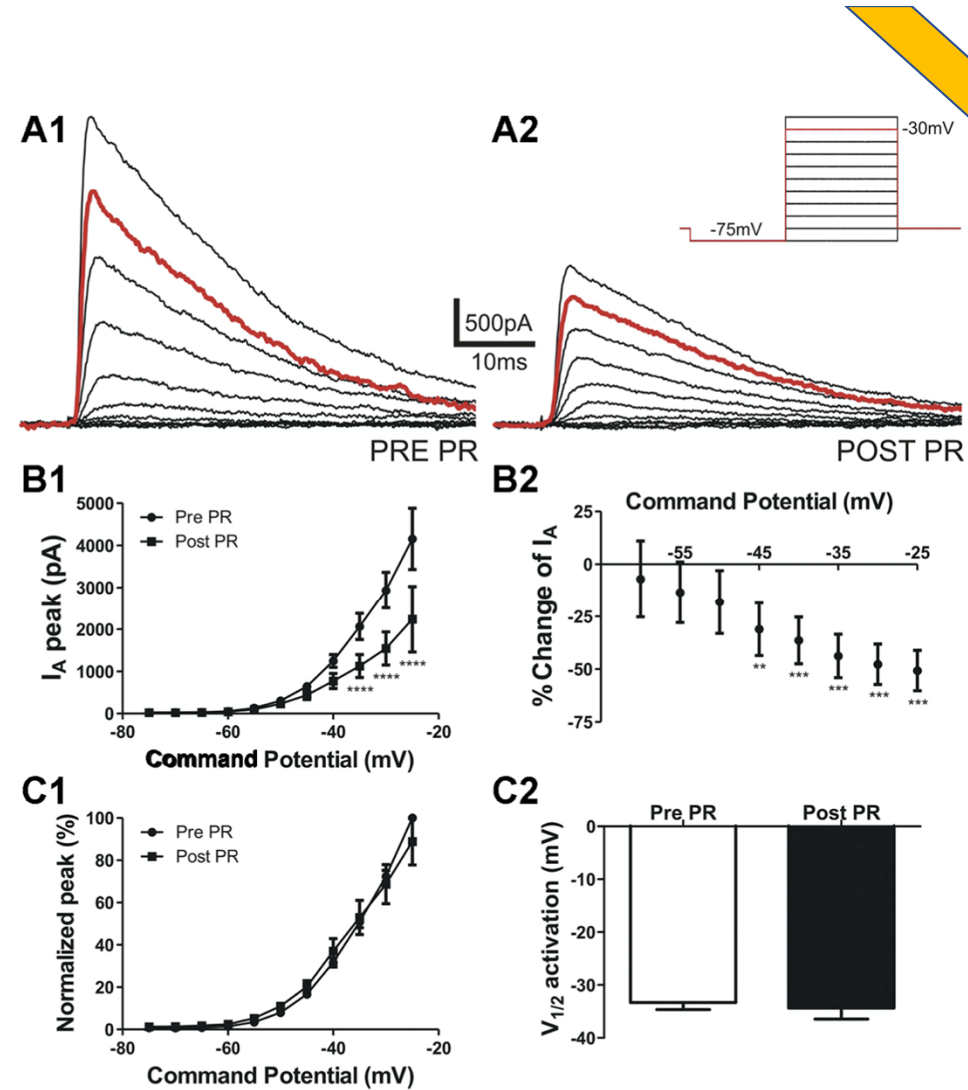 A1
A2
-30mV
-75mV
500pA
10ms
PRE PR
POST PR
B1
5000
4000
3000
2000
1000
0
-80
-60
-40
-20
Pre PR
Post PR
****
****
****
I_A peak (pA)
Command Potential (mV)
B2
Command Potential (mV)
25
0
-25
-50
-75
-55
-45
-35
-25
**
***
***
***
***
%Change of I_A
C1
100
80
60
40
20
0
-80
-60
-40
-20
Pre PR
Post PR
Normalized peak (%)
Command Potential (mV)
C2
Pre PR
Post PR
0
-10
-20
-30
-40
V_1/2 activation (mV)